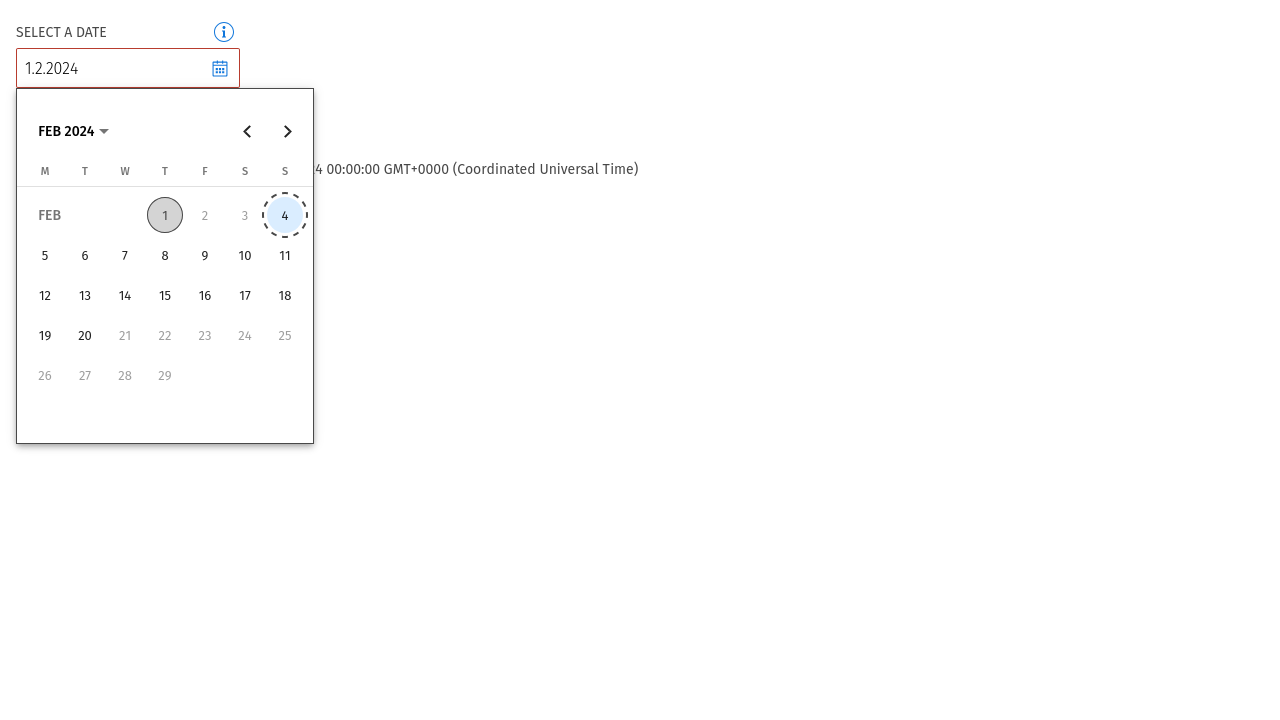 SELECT A DATE
1.2.2024
FEB 2024
M T W T F S S
4 00:00:00 GMT+0000 (Coordinated Universal Time)
FEB 1 2 3 4
5 6 7 8 9 10 11
12 13 14 15 16 17 18
19 20 21 22 23 24 25
26 27 28 29